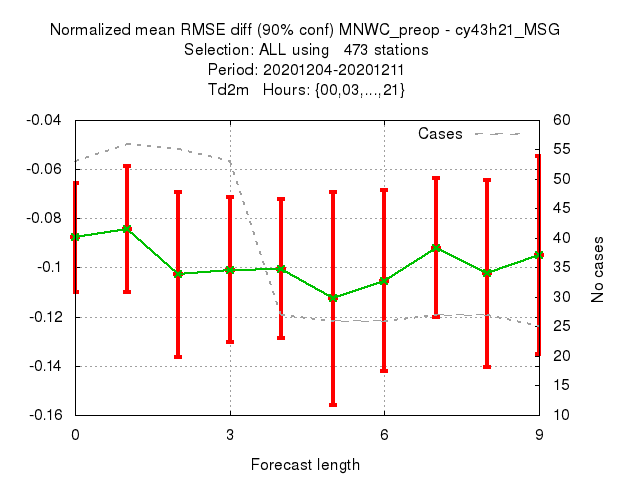 Normalized mean RMSE diff (90% conf) MNWC_preop - cy43h21_MSG
Selection: ALL using 473 stations
Period: 20201204-20201211
Td2m Hours: {00,03,...,21}
Cases
-0.04
-0.06
-0.08
-0.1
-0.12
-0.14
-0.16
60
55
50
45
40
35
30
25
20
15
10
No cases
0 3 6 9
Forecast length